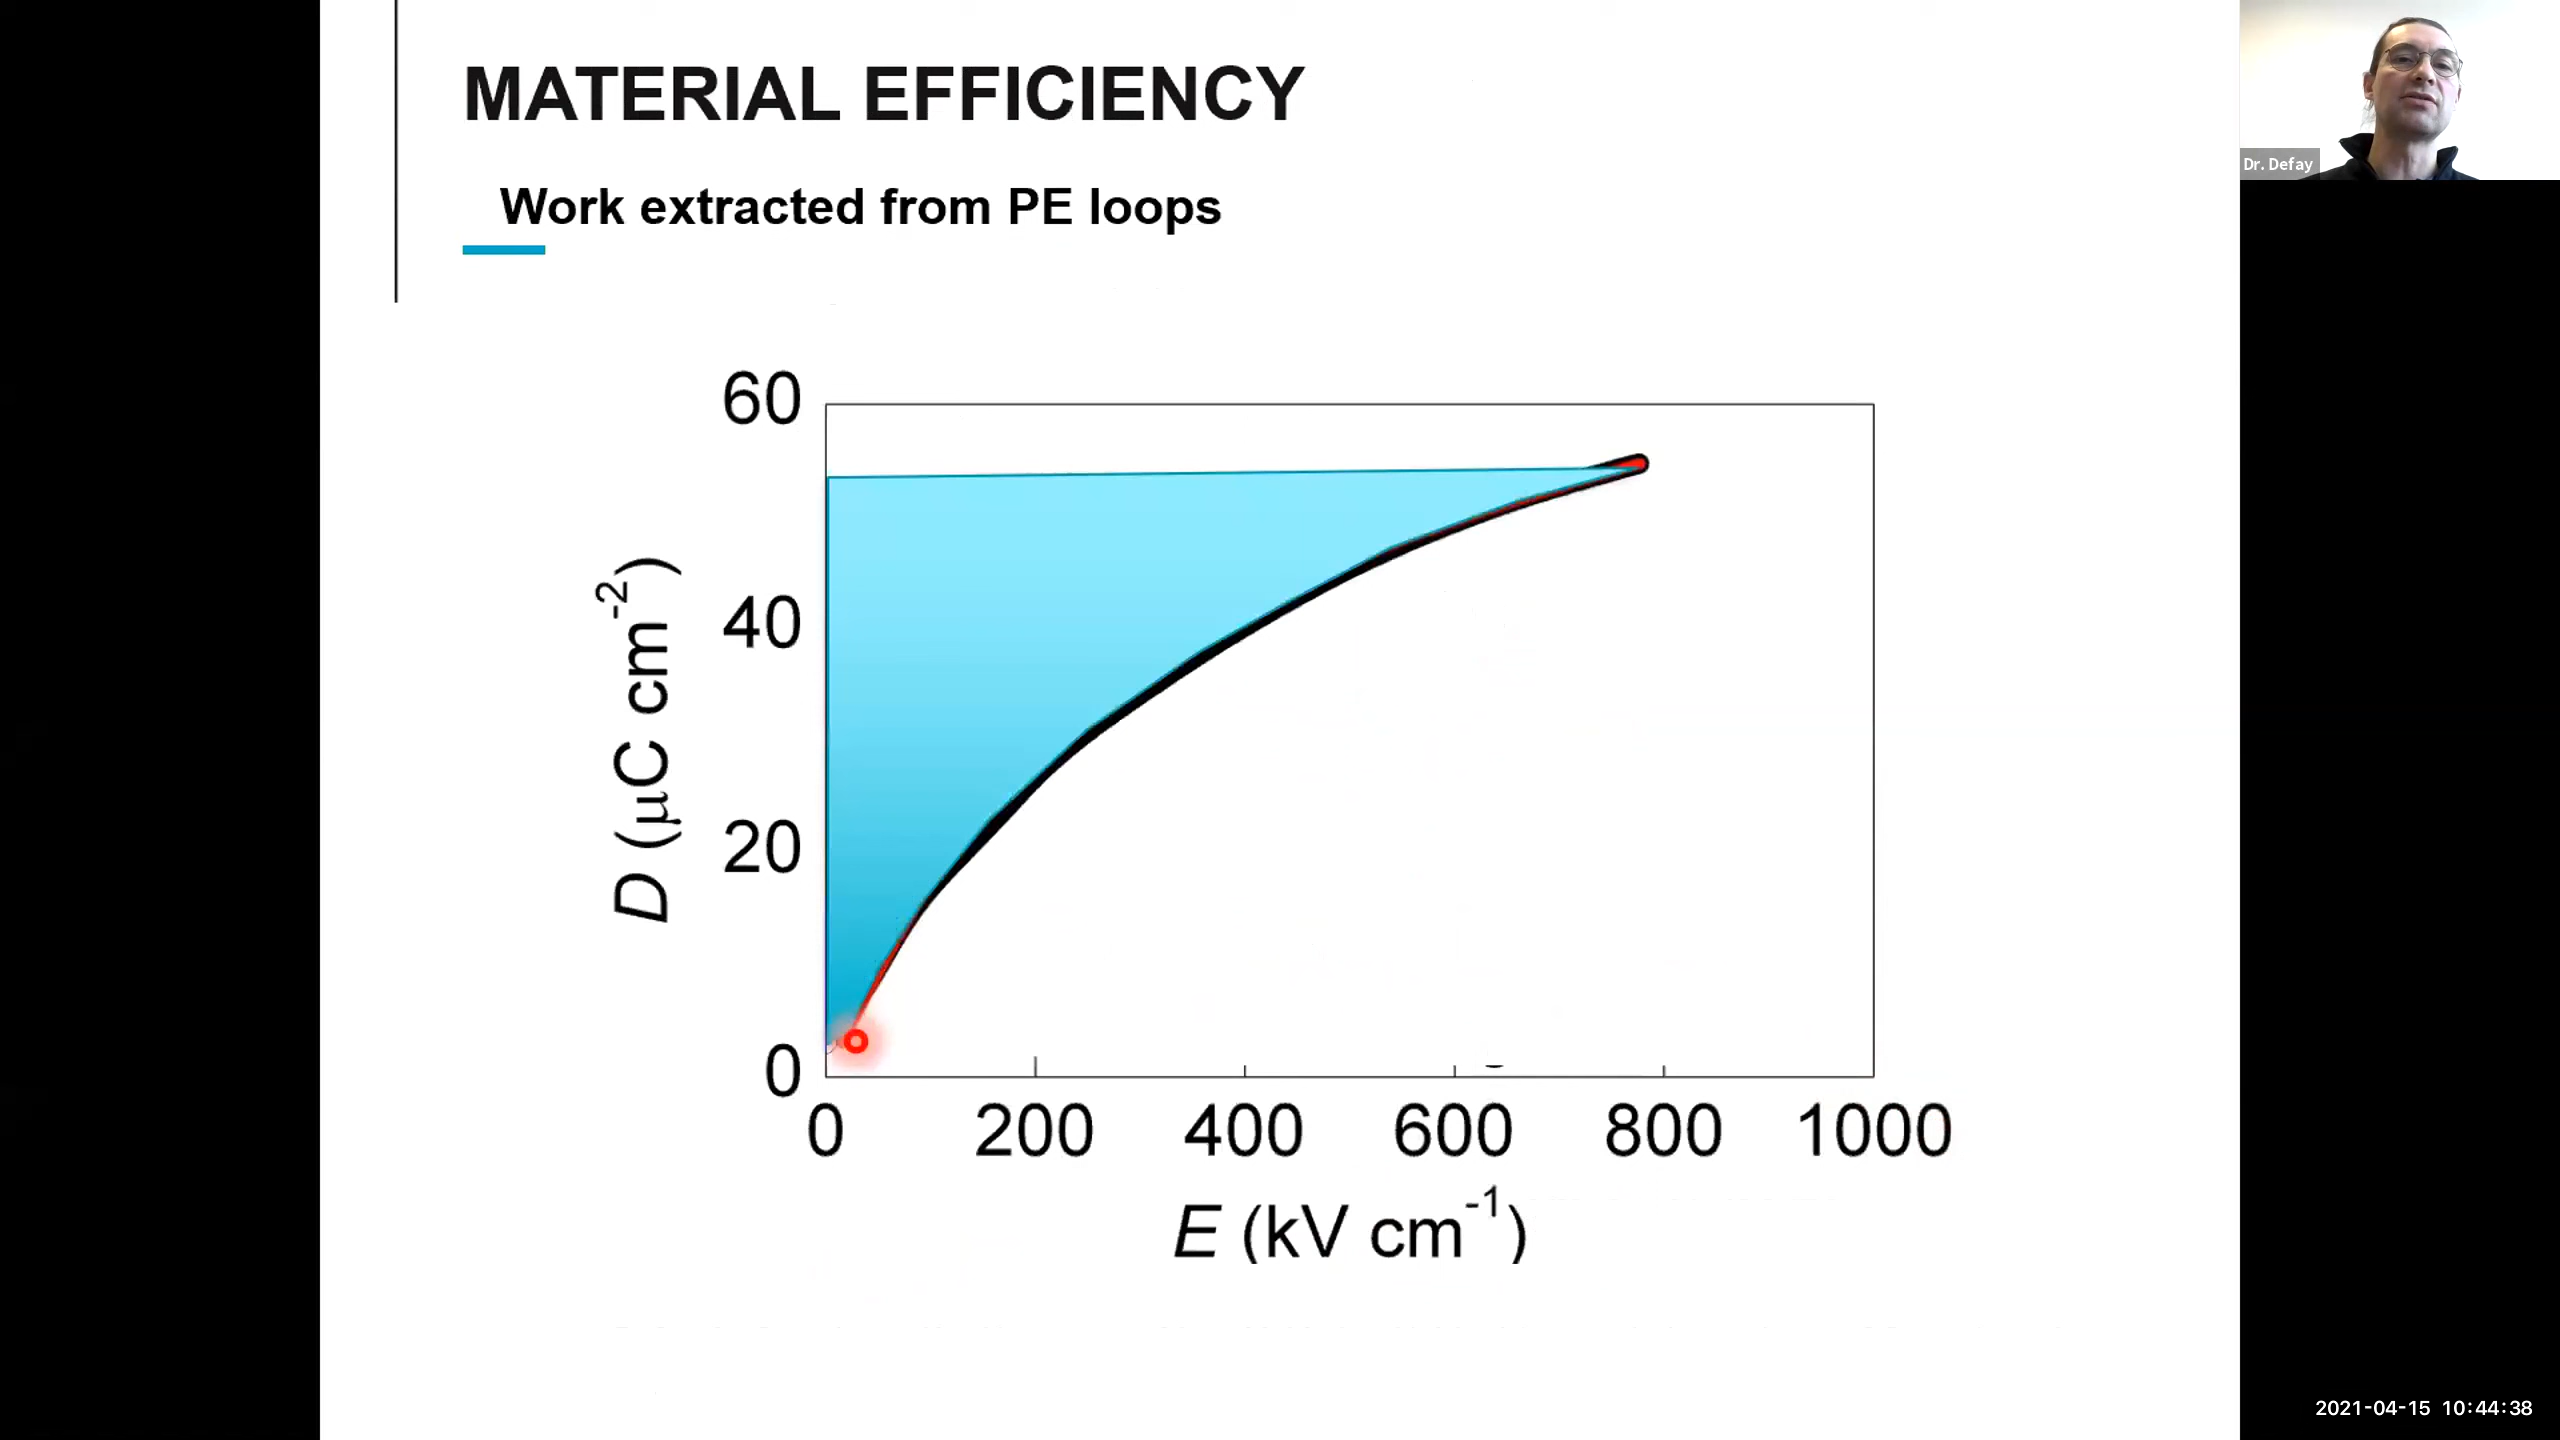 MATERIAL EFFICIENCY
Dr. Defay
Work extracted from PE loops
60
40
20
0
D (μC cm-2)
0 200 400 600 800 1000
E (kV cm-1)
2021-04-15 10:44:38